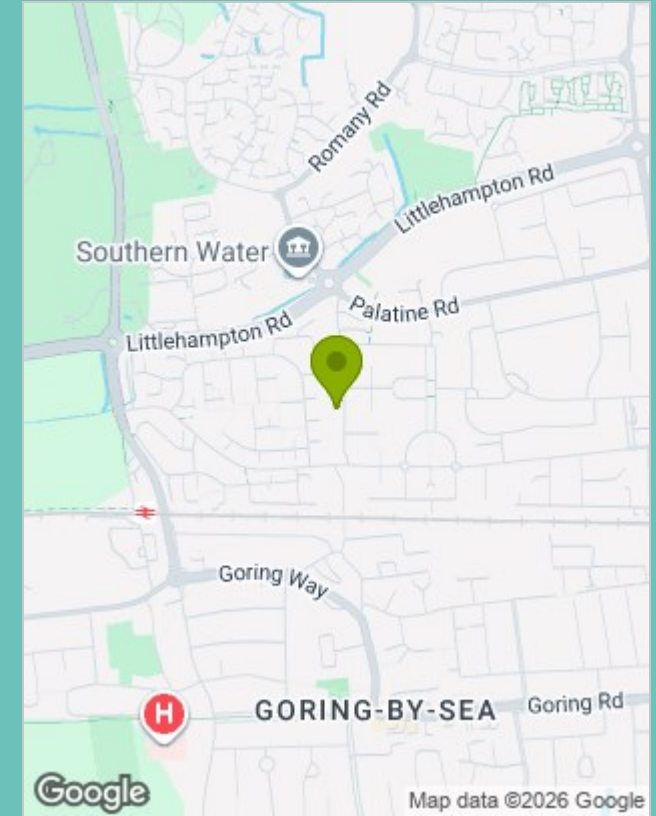 Romany Rd
Littlehampton Rd
Southern Water
Palatine Rd
Littlehampton Rd
Goring Way
H
GORING-BY-SEA
Goring Rd
Google
Map data ©2026 Google